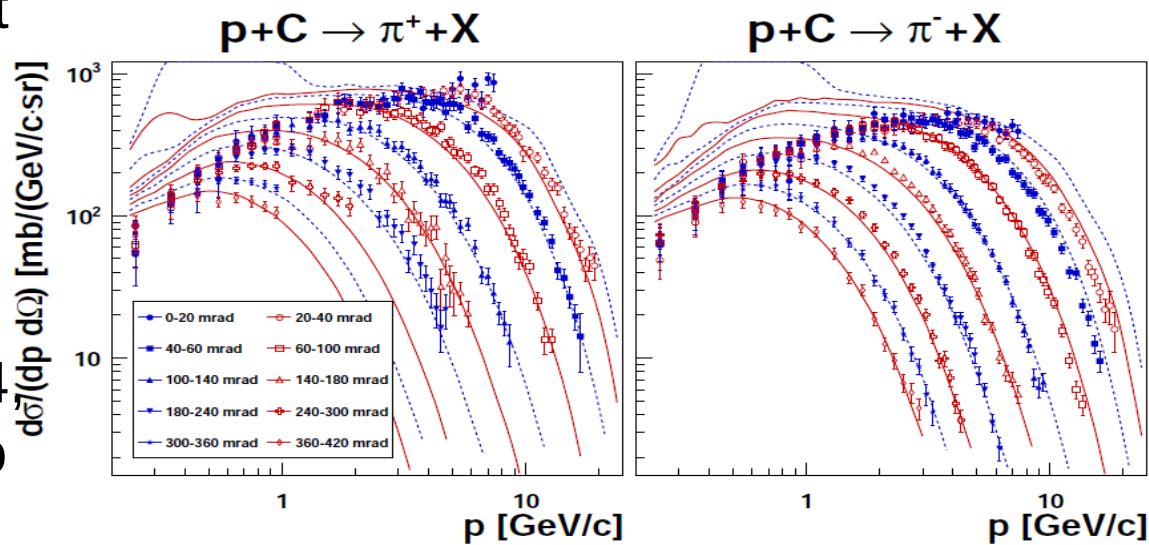 t
p+C → π⁺+X
p+C → π⁻+X
dσ/(dp dΩ) [mb/(GeV/c·sr)]
10³
10²
10
0-20 mrad 20-40 mrad
40-60 mrad 60-100 mrad
100-140 mrad 140-180 mrad
180-240 mrad 240-300 mrad
300-360 mrad 360-420 mrad
4,
1 10 1 10
p [GeV/c] p [GeV/c]